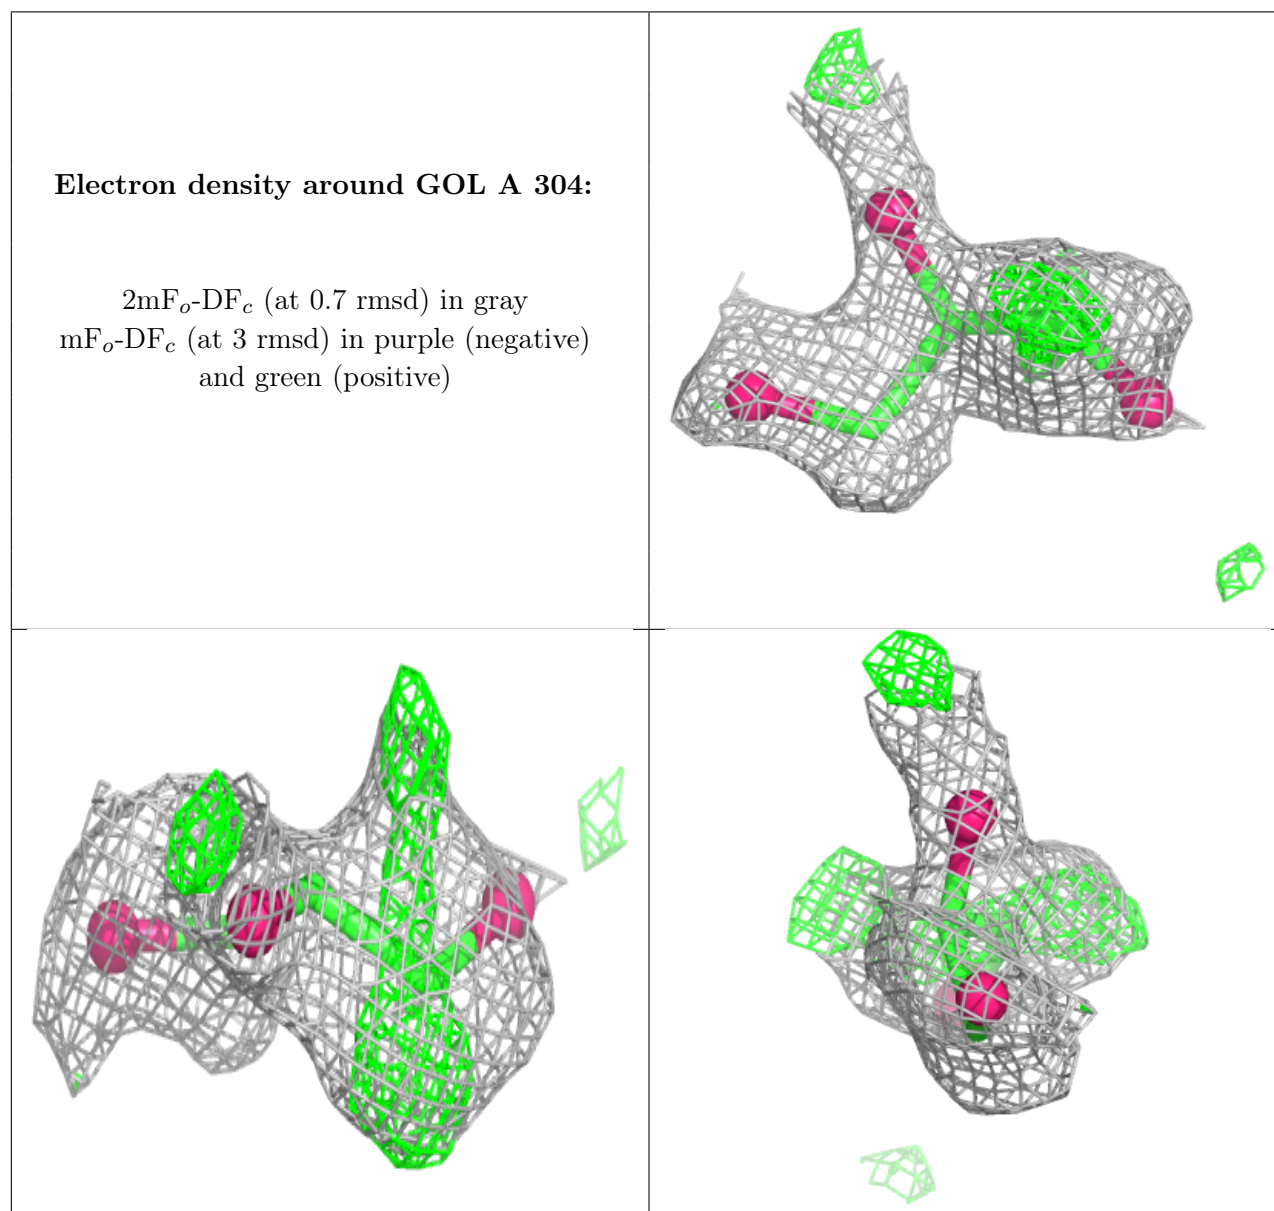 Electron density around GOL A 304:
2mFo-DFc (at 0.7 rmsd) in gray
mFo-DFc (at 3 rmsd) in purple (negative)
and green (positive)